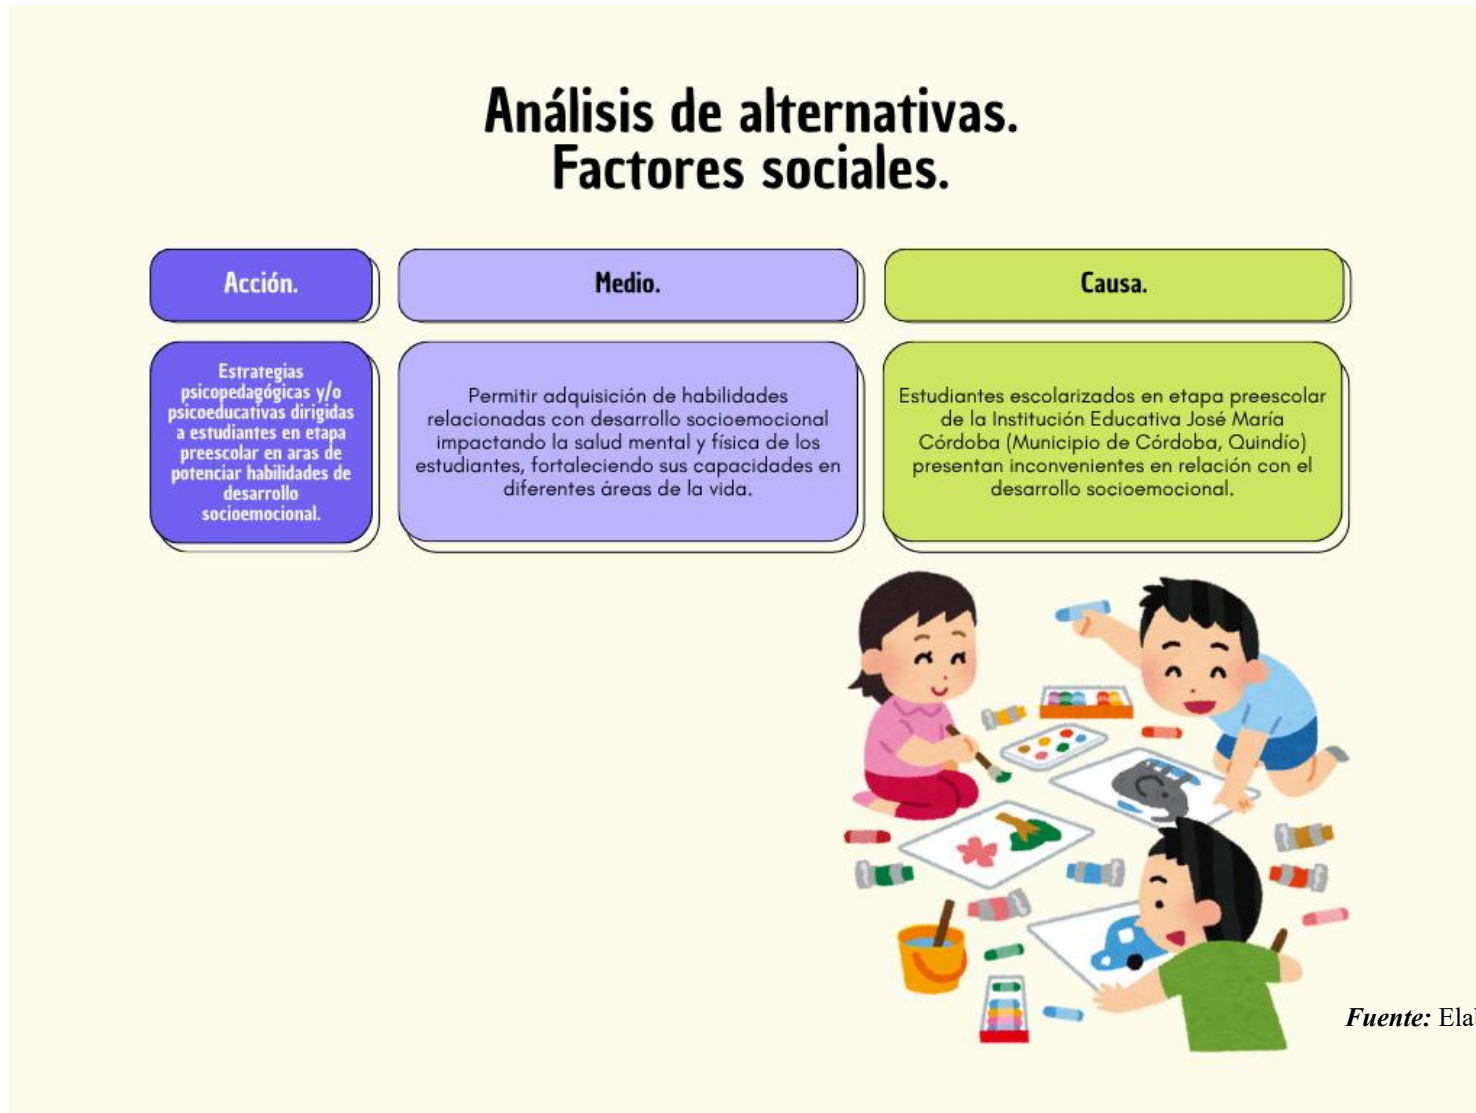 Análisis de alternativas.
Factores sociales.
Acción.
Medio.
Causa.
Estrategias
psicopedagógicas y/o
psicoeducativas dirigidas
a estudiantes en etapa
preescolar en aras de
potenciar habilidades de
desarrollo
socioemocional.
Permitir adquisición de habilidades
relacionadas con desarrollo socioemocional
impactando la salud mental y física de los
estudiantes, fortaleciendo sus capacidades en
diferentes áreas de la vida.
Estudiantes escolarizados en etapa preescolar
de la Institución Educativa José María
Córdoba (Municipio de Córdoba, Quindío)
presentan inconvenientes en relación con el
desarrollo socioemocional.
Fuente: